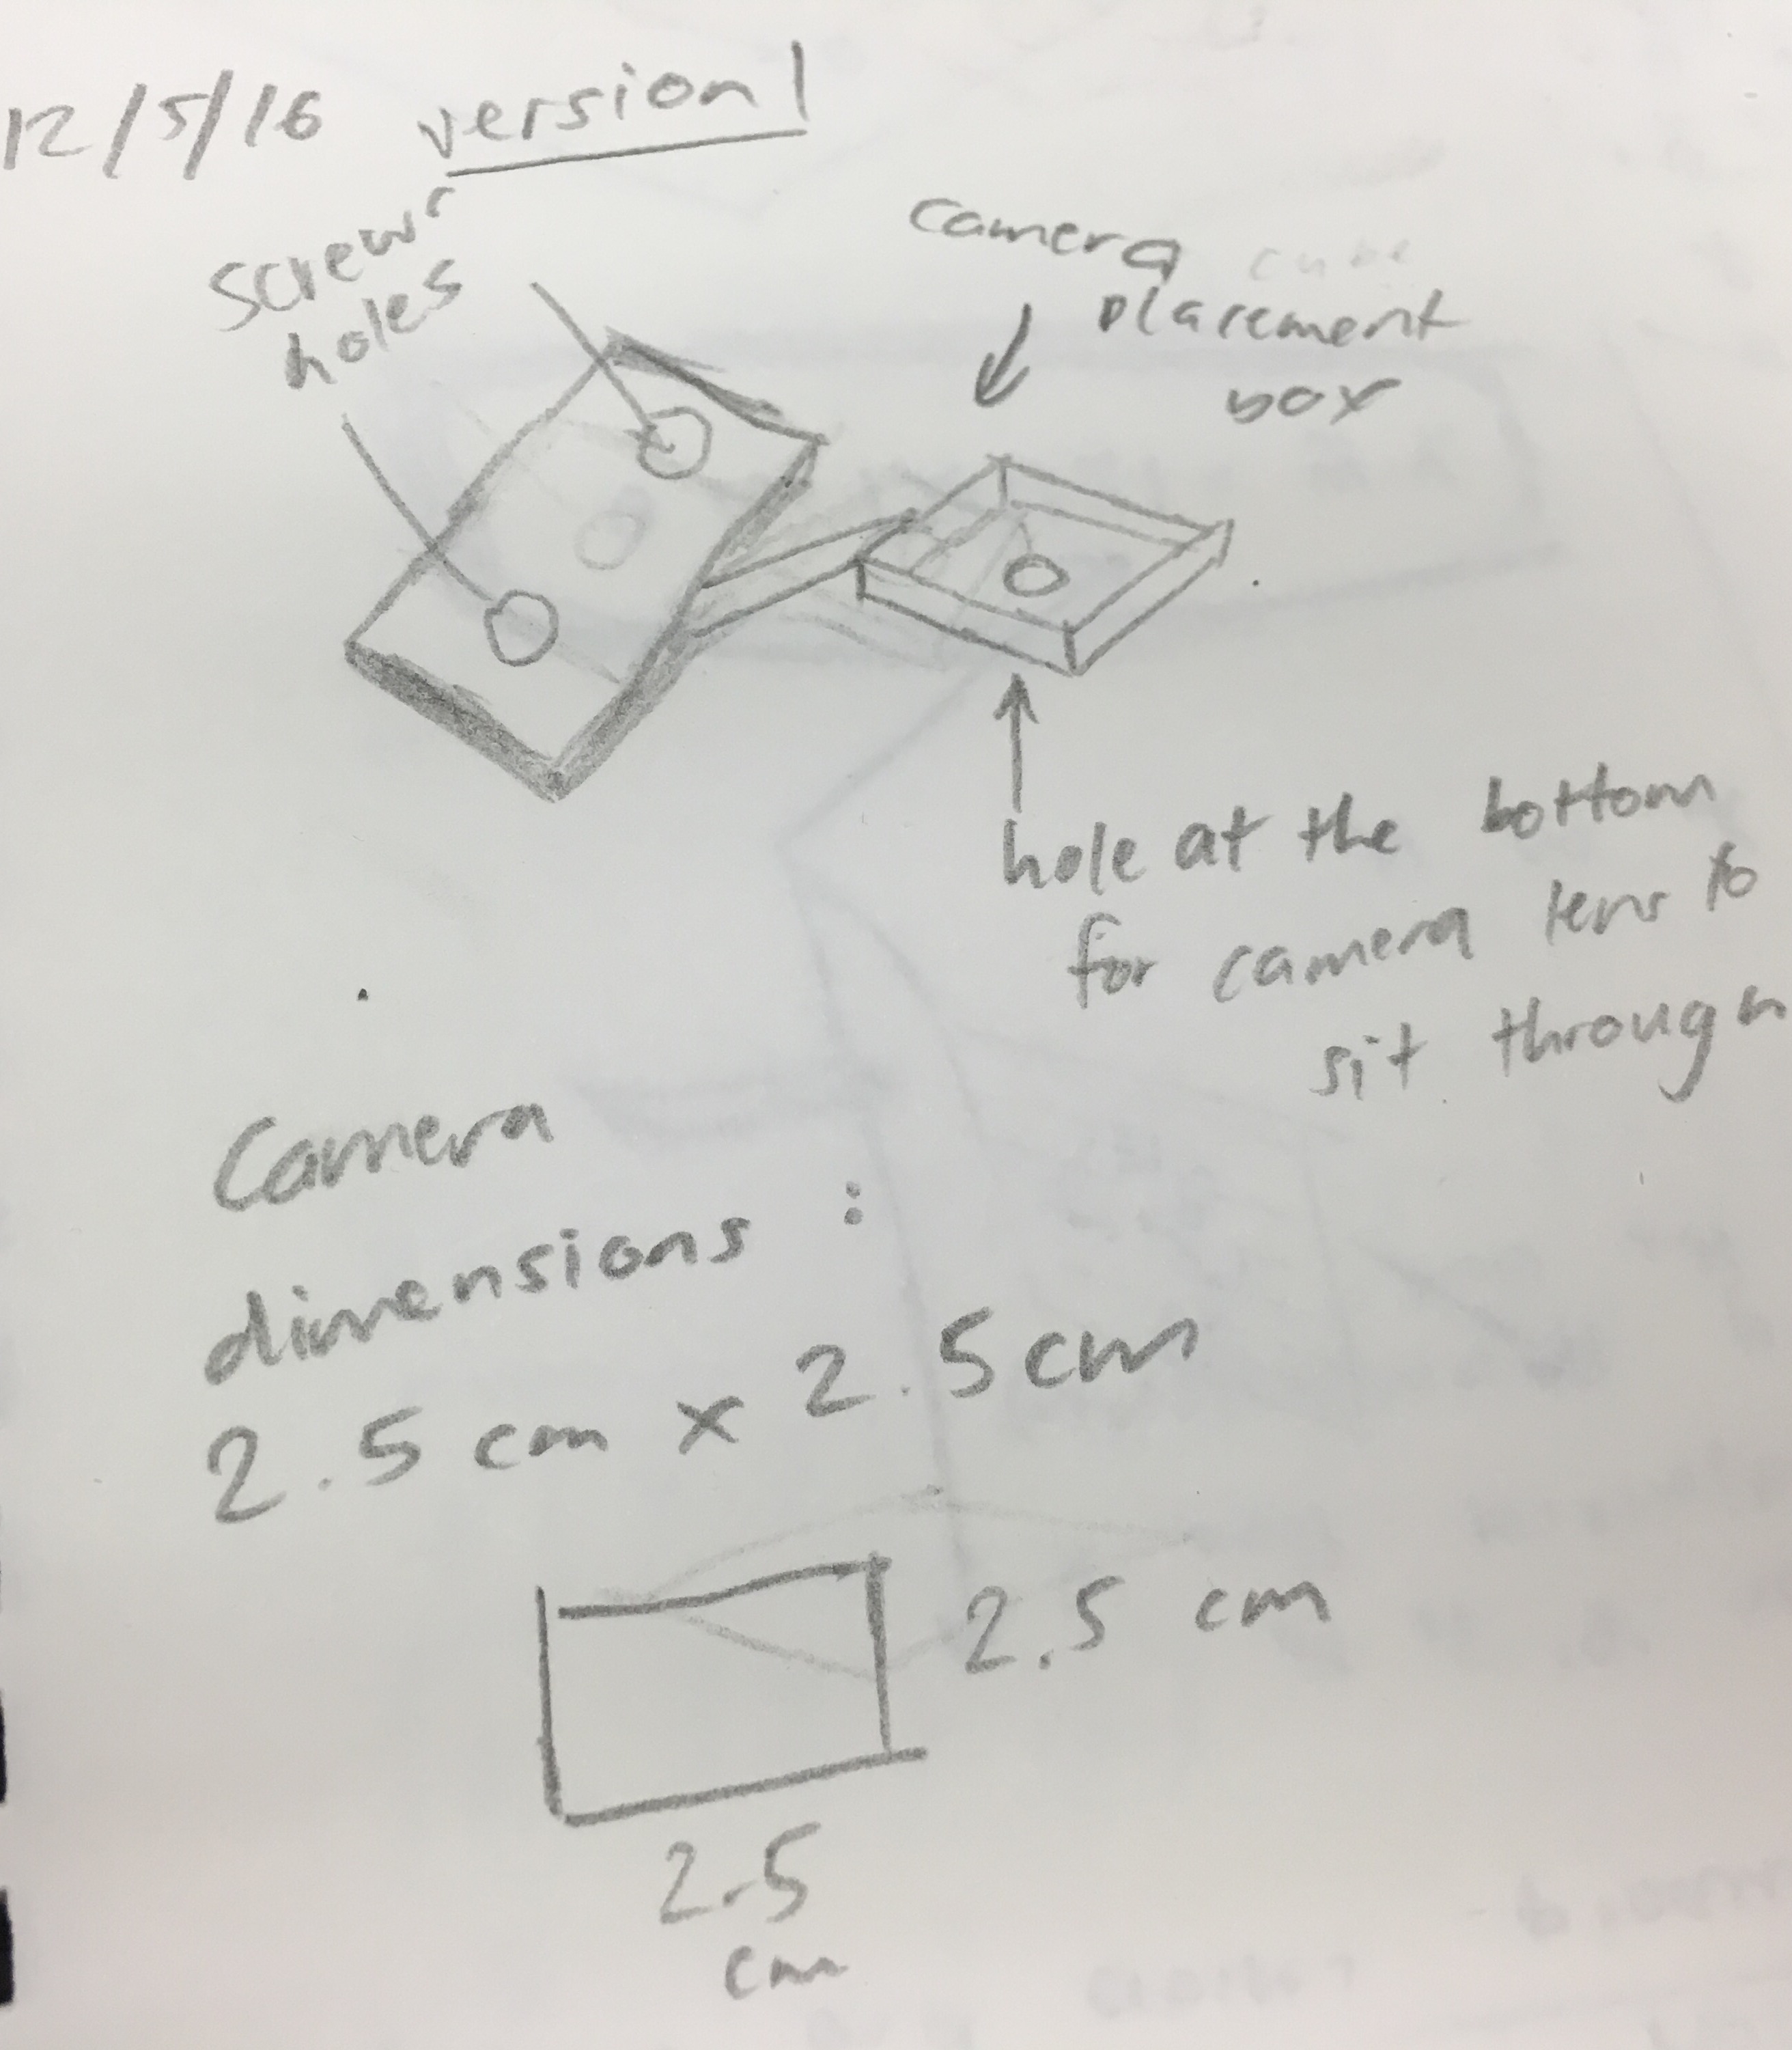 12/5/16 version 1
screw
holes
camera
placement
box
cube
hole at the bottom
for camera lens to
sit through
Camera
dimensions :
2.5 cm x 2.5 cm
2.5 cm
2.5
cm